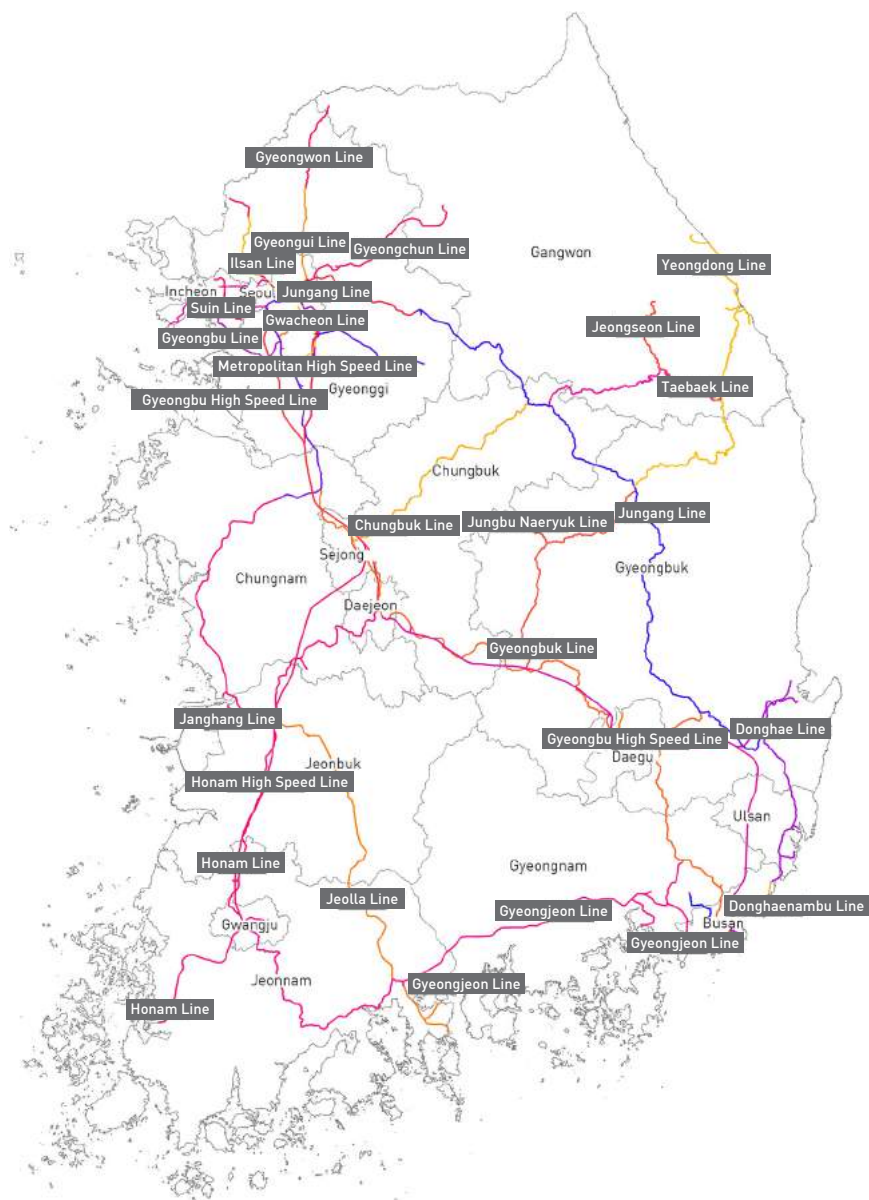 Gyeongwon Line
Gyeongui Line
Gyeongchun Line
Gangwon
Ilsan Line
Yeongdong Line
Incheon
Seoul
Jungang Line
Suin Line
Gwacheon Line
Jeongseon Line
Gyeongbu Line
Metropolitan High Speed Line
Gyeonggi
Taebaek Line
Gyeongbu High Speed Line
Chungbuk
Jungang Line
Chungbuk Line
Jungbu Naeryuk Line
Sejong
Gyeongbuk
Chungnam
Daejeon
Gyeongbuk Line
Janghang Line
Donghae Line
Gyeongbu High Speed Line
Daegu
Jeonbuk
Honam High Speed Line
Ulsan
Honam Line
Gyeongnam
Jeolla Line
Gyeongjeon Line
Donghaenambu Line
Gwangju
Busan
Gyeongjeon Line
Jeonnam
Gyeongjeon Line
Honam Line